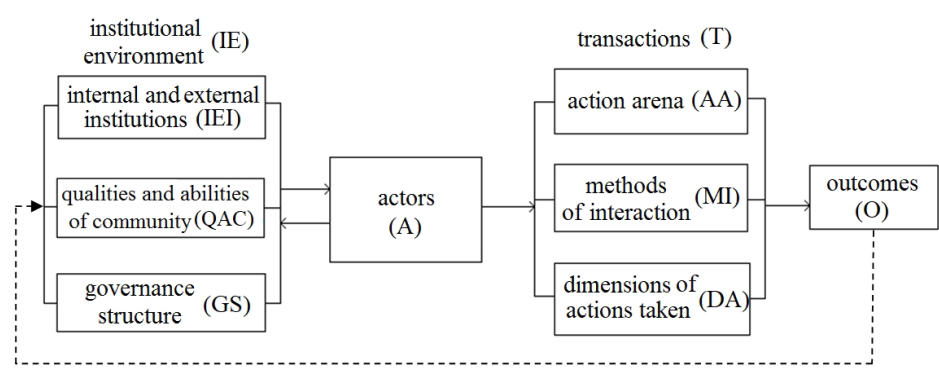 institutional
environment (IE)
internal and external
institutions (IEI)
qualities and abilities
of community (QAC)
governance
structure (GS)
actors
(A)
transactions (T)
action arena (AA)
methods
of interaction (MI)
dimensions of
actions taken (DA)
outcomes
(O)